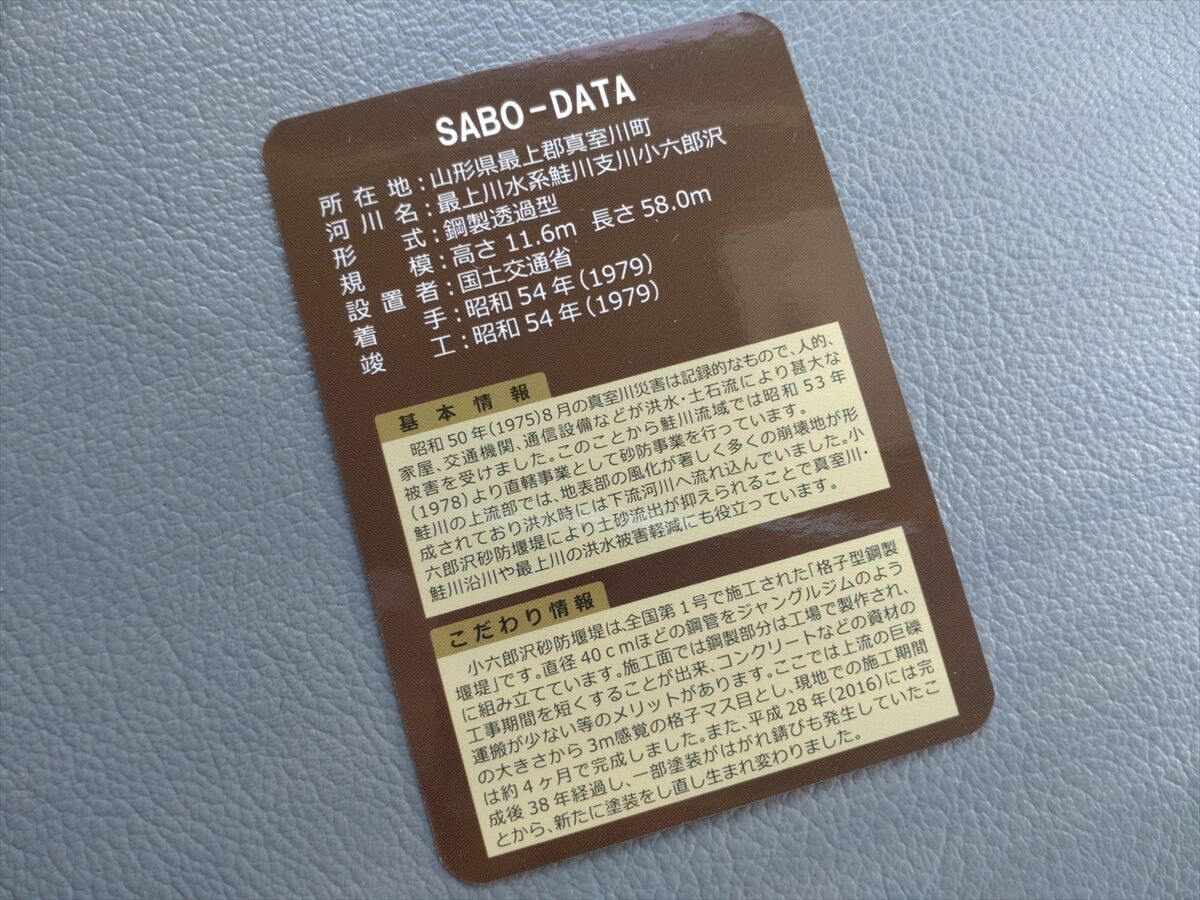 SABO-DATA
所在地:山形県最上郡真室川町
河川名:最上川水系鮭川支川小六郎沢
形式:鋼製透過型
規模:高さ 11.6m 長さ 58.0m
設置者:国土交通省
着手:昭和 54 年(1979)
竣工:昭和 54 年(1979)
基本情報
昭和 50 年(1975)8 月の真室川災害は記録的なもので、人的、
家屋、交通機関、通信設備などが洪水・土石流により甚大な
被害を受けました。このことから鮭川流域では昭和 53 年
(1978)より直轄事業として砂防事業を行っています。
鮭川の上流部では、地表部の風化が著しく多くの崩壊地が形
成されており洪水時には下流河川へ流れ込んでいました。小
六郎沢砂防堰堤により土砂流出が抑えられることで真室川・
鮭川沿川や最上川の洪水被害軽減にも役立っています。
こだわり情報
小六郎沢砂防堰堤は、全国第 1 号で施工された「格子型鋼製
堰堤」です。直径 40 cmほどの鋼管をジャングルジムのよう
に組み立てています。施工面では鋼製部分は工場で製作され、
工事期間を短くすることが出来、コンクリートなどの資材の
運搬が少ない等のメリットがあります。ここでは上流の巨礫
の大きさから 3m感覚の格子マス目とし、現地での施工期間
は約 4 ヶ月で完成しました。また、平成 28 年(2016)には完
成後 38 年経過し、一部塗装がはがれ錆びも発生していたこ
とから、新たに塗装をし直し生まれ変わりました。